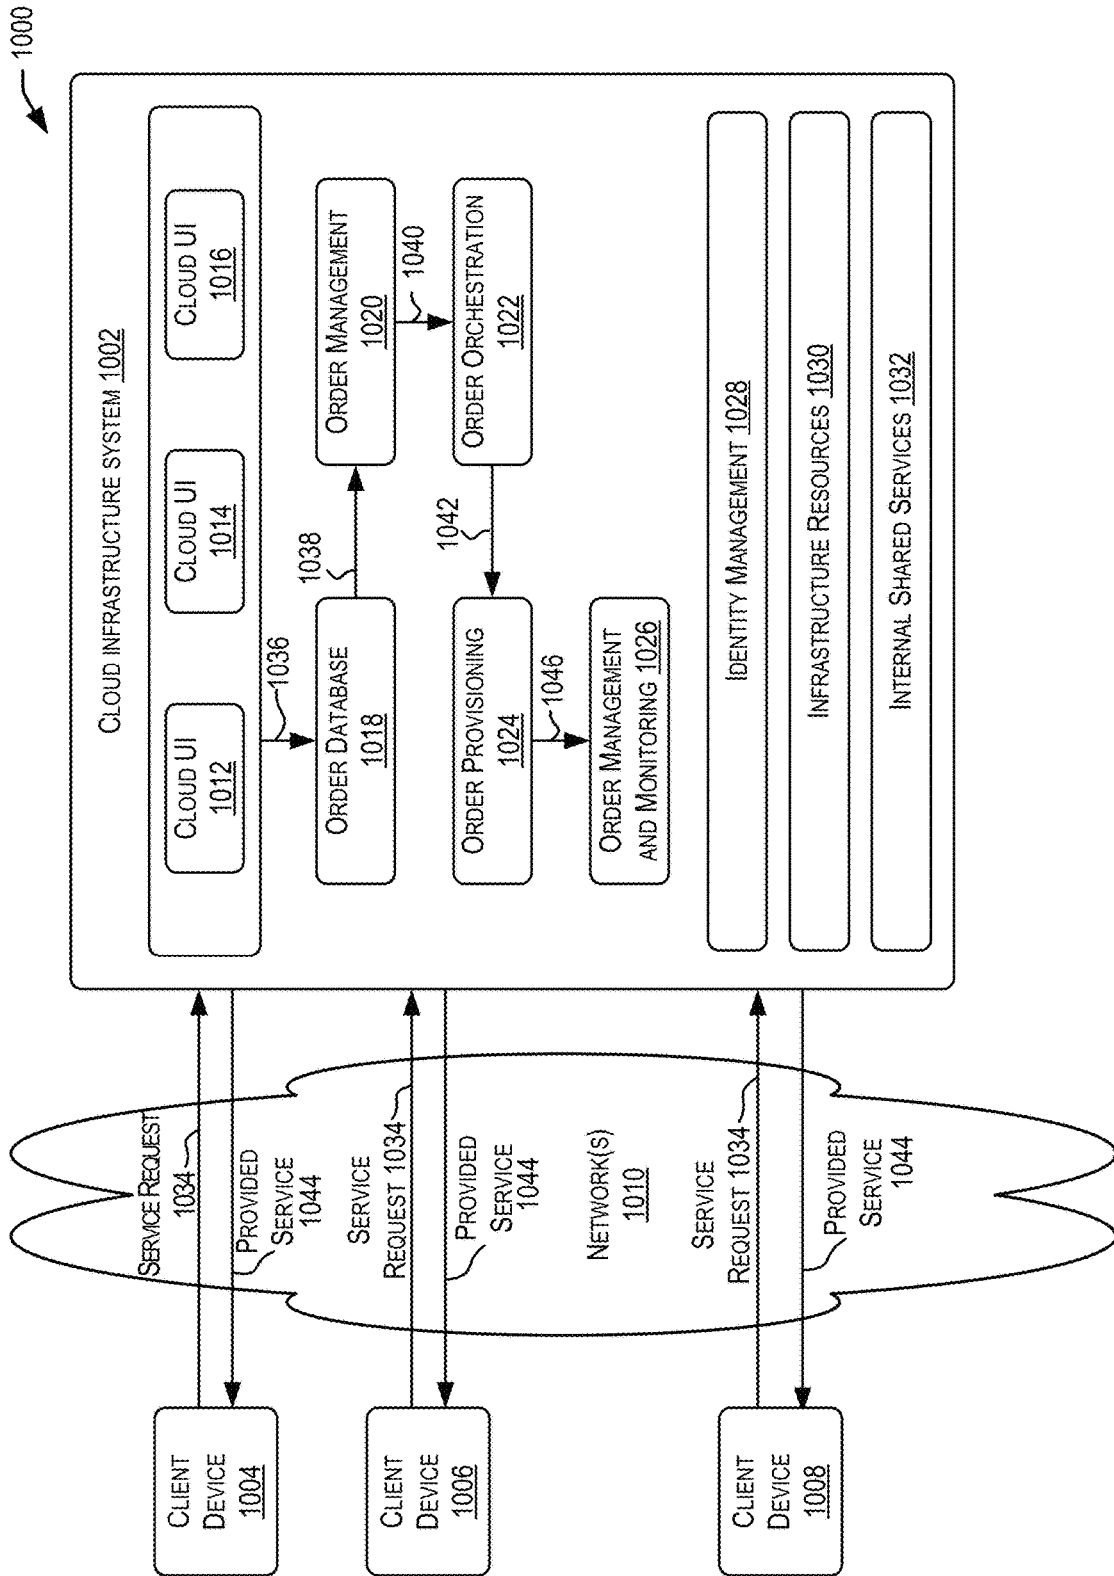 1000
CLOUD INFRASTRUCTURE SYSTEM 1002
CLOUD UI
1012
CLOUD UI
1014
CLOUD UI
1016
1036
ORDER DATABASE
1018
1038
ORDER MANAGEMENT
1020
1040
ORDER ORCHESTRATION
1022
1042
ORDER PROVISIONING
1024
1046
ORDER MANAGEMENT
AND MONITORING 1026
IDENTITY MANAGEMENT 1028
INFRASTRUCTURE RESOURCES 1030
INTERNAL SHARED SERVICES 1032
CLIENT
DEVICE
1004
SERVICE REQUEST
1034
PROVIDED
SERVICE
1044
CLIENT
DEVICE
1006
SERVICE
REQUEST 1034
PROVIDED
SERVICE
1044
NETWORK(S)
1010
CLIENT
DEVICE
1008
SERVICE
REQUEST 1034
PROVIDED
SERVICE
1044